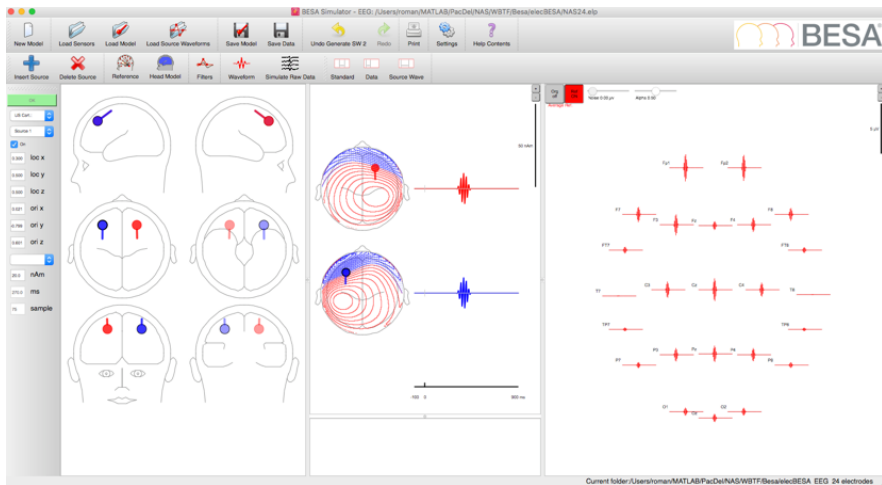 BESA Simulator - EEG: /Users/roman/MATLAB/PacDel/NAS/WBTF/Besa/elecBESA/NAS24.elp
New Model Load Sensors Load Model Load Source Waveforms Save Model Save Data Undo Generate SW 2 Redo Print Settings Help Contents
BESA
Insert Source Delete Source Reference Head Model Filters Waveform Simulate Raw Data Standard Data Source Wave
Source 1
On
loc x
loc y
loc z
ori x
ori y
ori z
nAm
ms
sample
-100 0
Fp1 Fp2
F7 F8
F3 Fz F4
FT7 FT8
T7 C3 Cz C4 T8
TP7 TP8
P7 P3 Pz P4 P8
O1 Oz O2
Current folder:/Users/roman/MATLAB/PacDel/NAS/WBTF/Besa/elecBESA EEG 24 electrodes